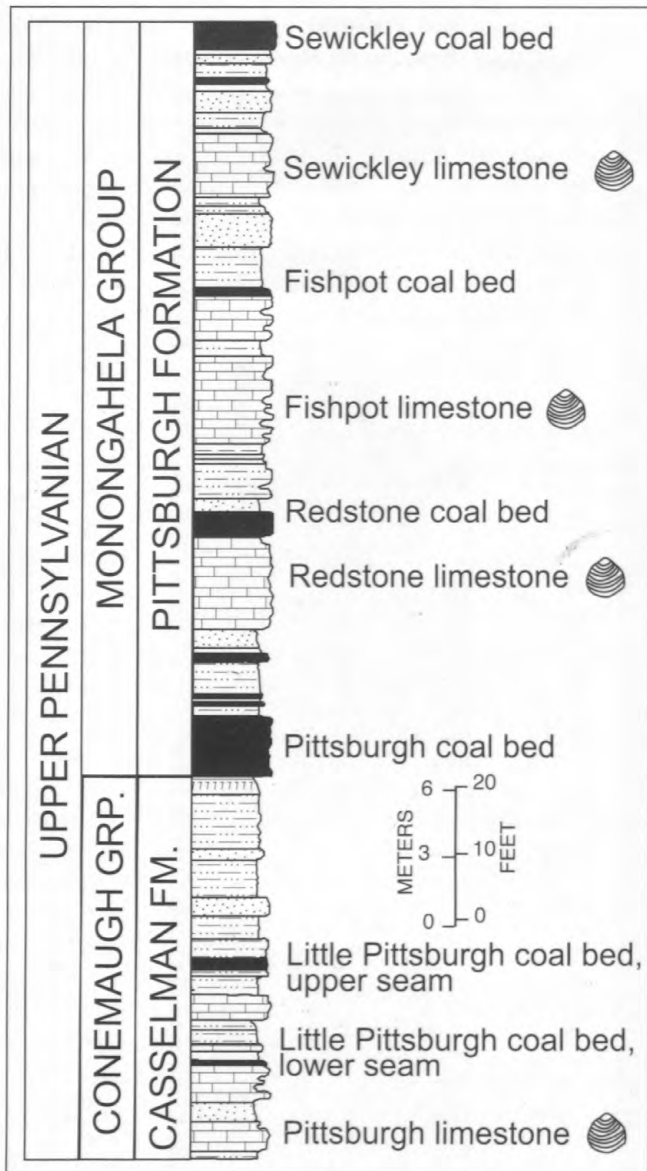 UPPER PENNSYLVANIAN
MONONGAHELA GROUP
PITTSBURGH FORMATION
CONEMAUGH GRP.
CASSELMAN FM.
Sewickley coal bed
Sewickley limestone
Fishpot coal bed
Fishpot limestone
Redstone coal bed
Redstone limestone
Pittsburgh coal bed
6 20
METERS 3 10 FEET
0 0
Little Pittsburgh coal bed,
upper seam
Little Pittsburgh coal bed,
lower seam
Pittsburgh limestone